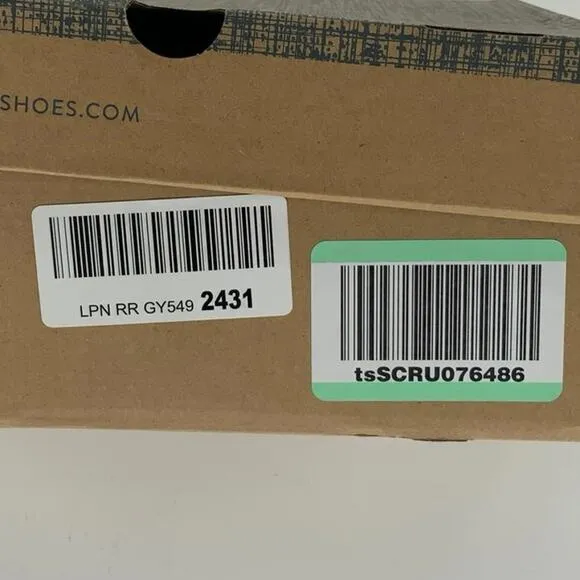 SHOES.COM
LPN RR GY549 2431
tsSCRU076486